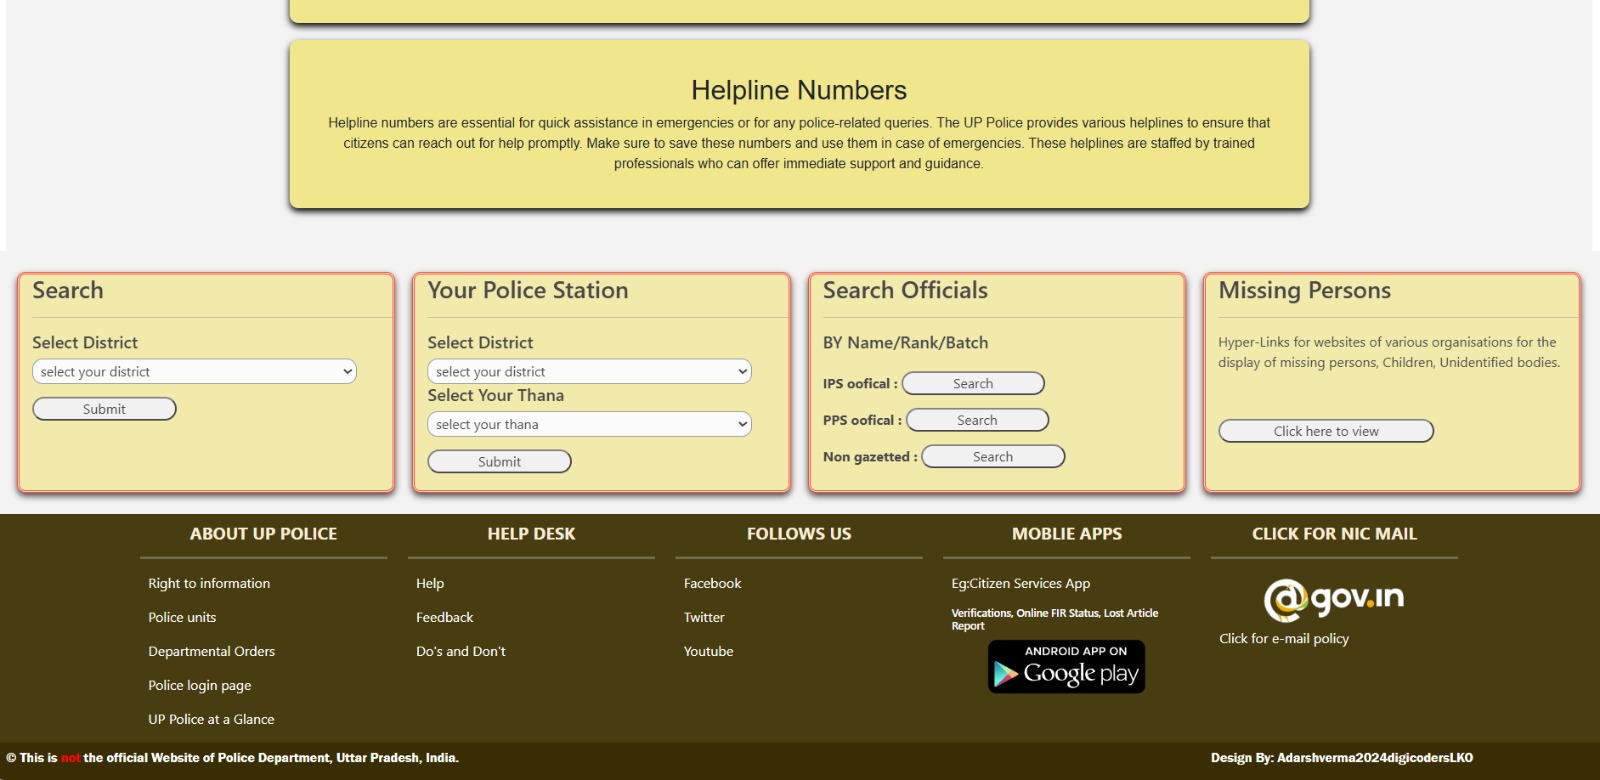 Helpline Numbers
Helpline numbers are essential for quick assistance in emergencies or for any police-related queries. The UP Police provides various helplines to ensure that
citizens can reach out for help promptly. Make sure to save these numbers and use them in case of emergencies. These helplines are staffed by trained
professionals who can offer immediate support and guidance.
Search
Select District
select your district
Submit
Your Police Station
Select District
select your district
Select Your Thana
select your thana
Submit
Search Officials
BY Name/Rank/Batch
IPS oofical : Search
PPS oofical : Search
Non gazetted : Search
Missing Persons
Hyper-Links for websites of various organisations for the
display of missing persons, Children, Unidentified bodies.
Click here to view
ABOUT UP POLICE
Right to information
Police units
Departmental Orders
Police login page
UP Police at a Glance
HELP DESK
Help
Feedback
Do's and Don't
FOLLOWS US
Facebook
Twitter
Youtube
MOBLIE APPS
Eg:Citizen Services App
Verifications, Online FIR Status, Lost Article
Report
ANDROID APP ON
Google play
CLICK FOR NIC MAIL
@gov.in
Click for e-mail policy
© This is not the official Website of Police Department, Uttar Pradesh, India.
Design By: Adarshverma2024digicodersLKO